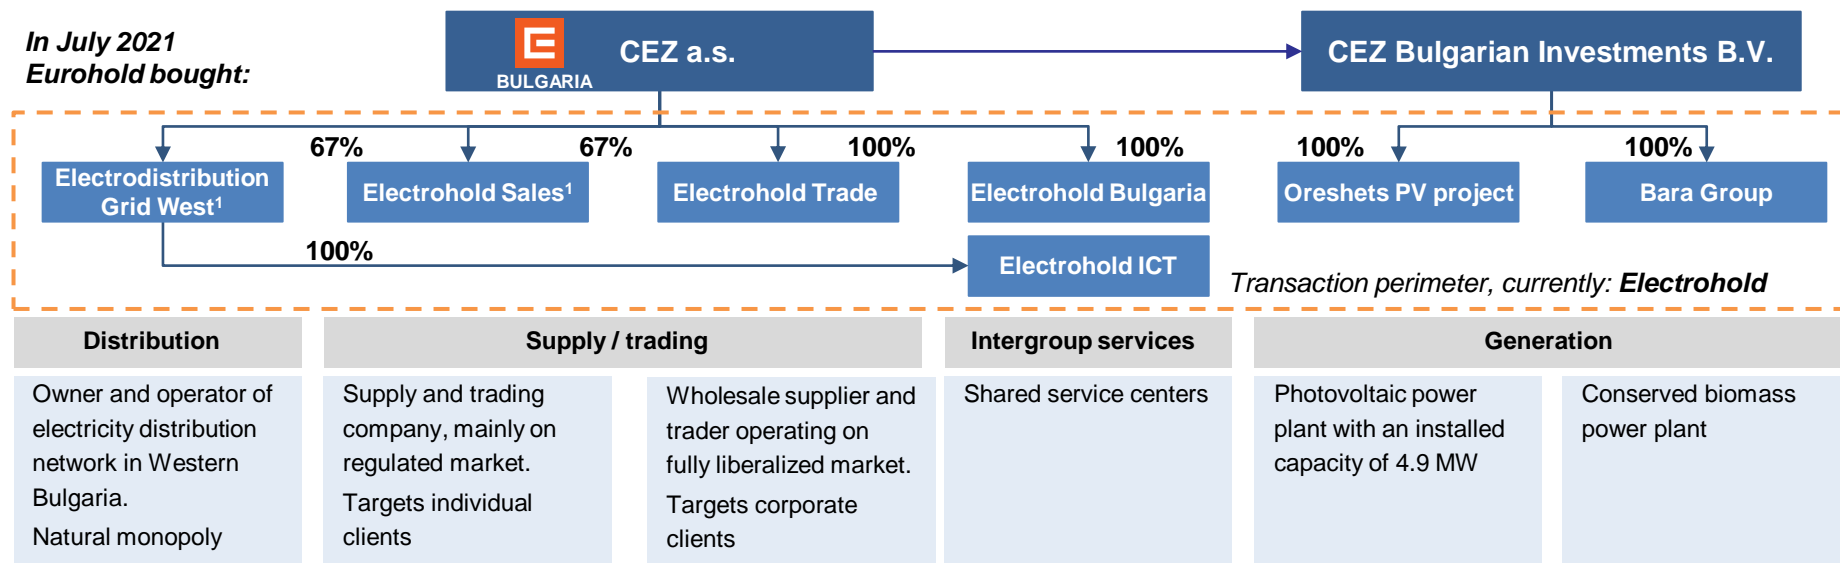 In July 2021
Eurohold bought:
BULGARIA
CEZ a.s.
CEZ Bulgarian Investments B.V.
67%
67%
100%
100%
100%
100%
Electrodistribution
Grid West¹
Electrohold Sales¹
Electrohold Trade
Electrohold Bulgaria
Oreshets PV project
Bara Group
100%
Electrohold ICT
Transaction perimeter, currently: Electrohold
Distribution
Supply / trading
Intergroup services
Generation
Owner and operator of
electricity distribution
network in Western
Bulgaria.
Natural monopoly
Supply and trading
company, mainly on
regulated market.
Targets individual
clients
Wholesale supplier and
trader operating on
fully liberalized market.
Targets corporate
clients
Shared service centers
Photovoltaic power
plant with an installed
capacity of 4.9 MW
Conserved biomass
power plant